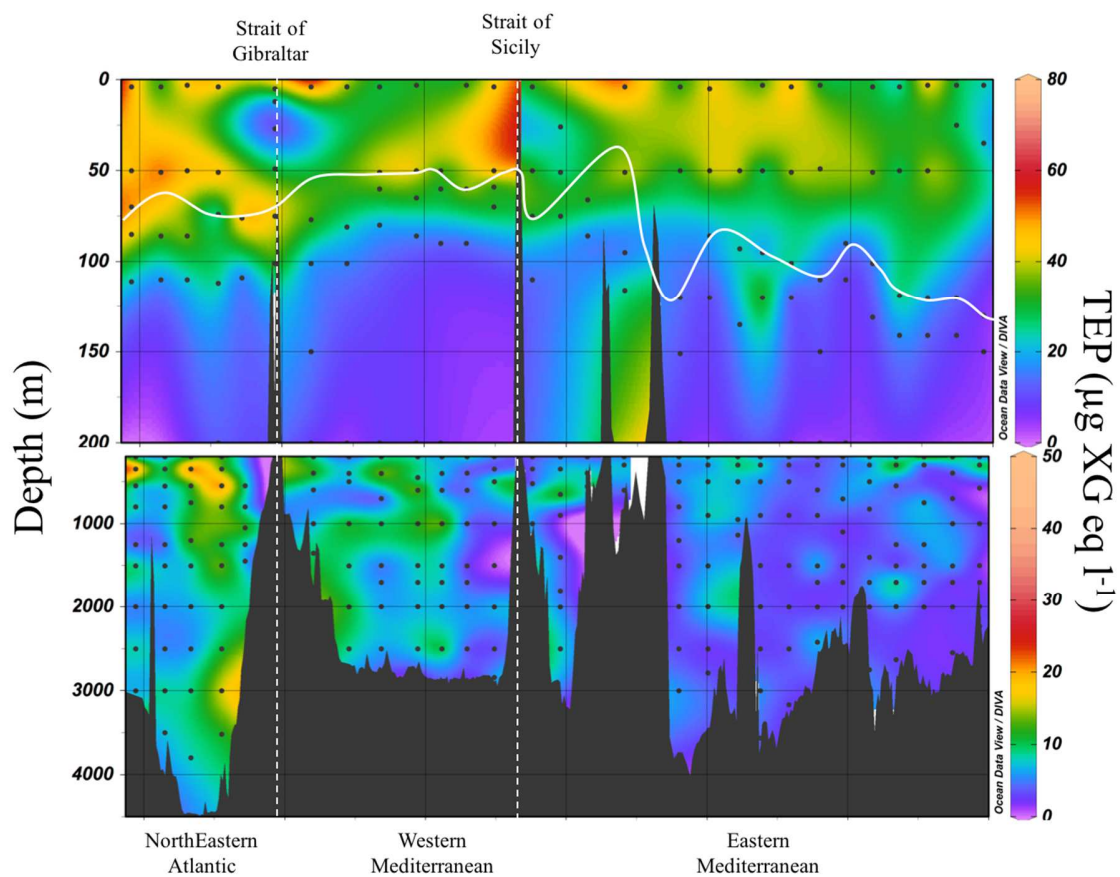 Strait of
Gibraltar
Strait of
Sicily
Depth (m)
0
50
100
150
200
1000
2000
3000
4000
Ocean Data View / DIVA
Ocean Data View / DIVA
80
60
40
20
0
50
40
30
20
10
0
TEP (µg XG eq l⁻¹)
NorthEastern
Atlantic
Western
Mediterranean
Eastern
Mediterranean